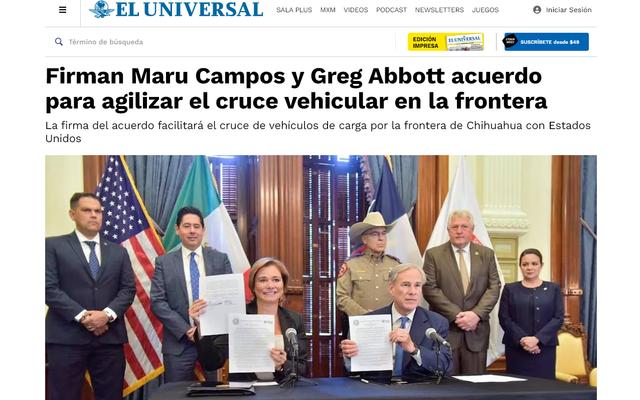 EL UNIVERSAL SALA PLUS MXM VIDEOS PODCAST NEWSLETTERS JUEGOS Iniciar Sesión
Término de búsqueda EDICIÓN IMPRESA EL UNIVERSAL SUSCRÍBETE desde $49
Firman Maru Campos y Greg Abbott acuerdo
para agilizar el cruce vehicular en la frontera
La firma del acuerdo facilitará el cruce de vehículos de carga por la frontera de Chihuahua con Estados
Unidos